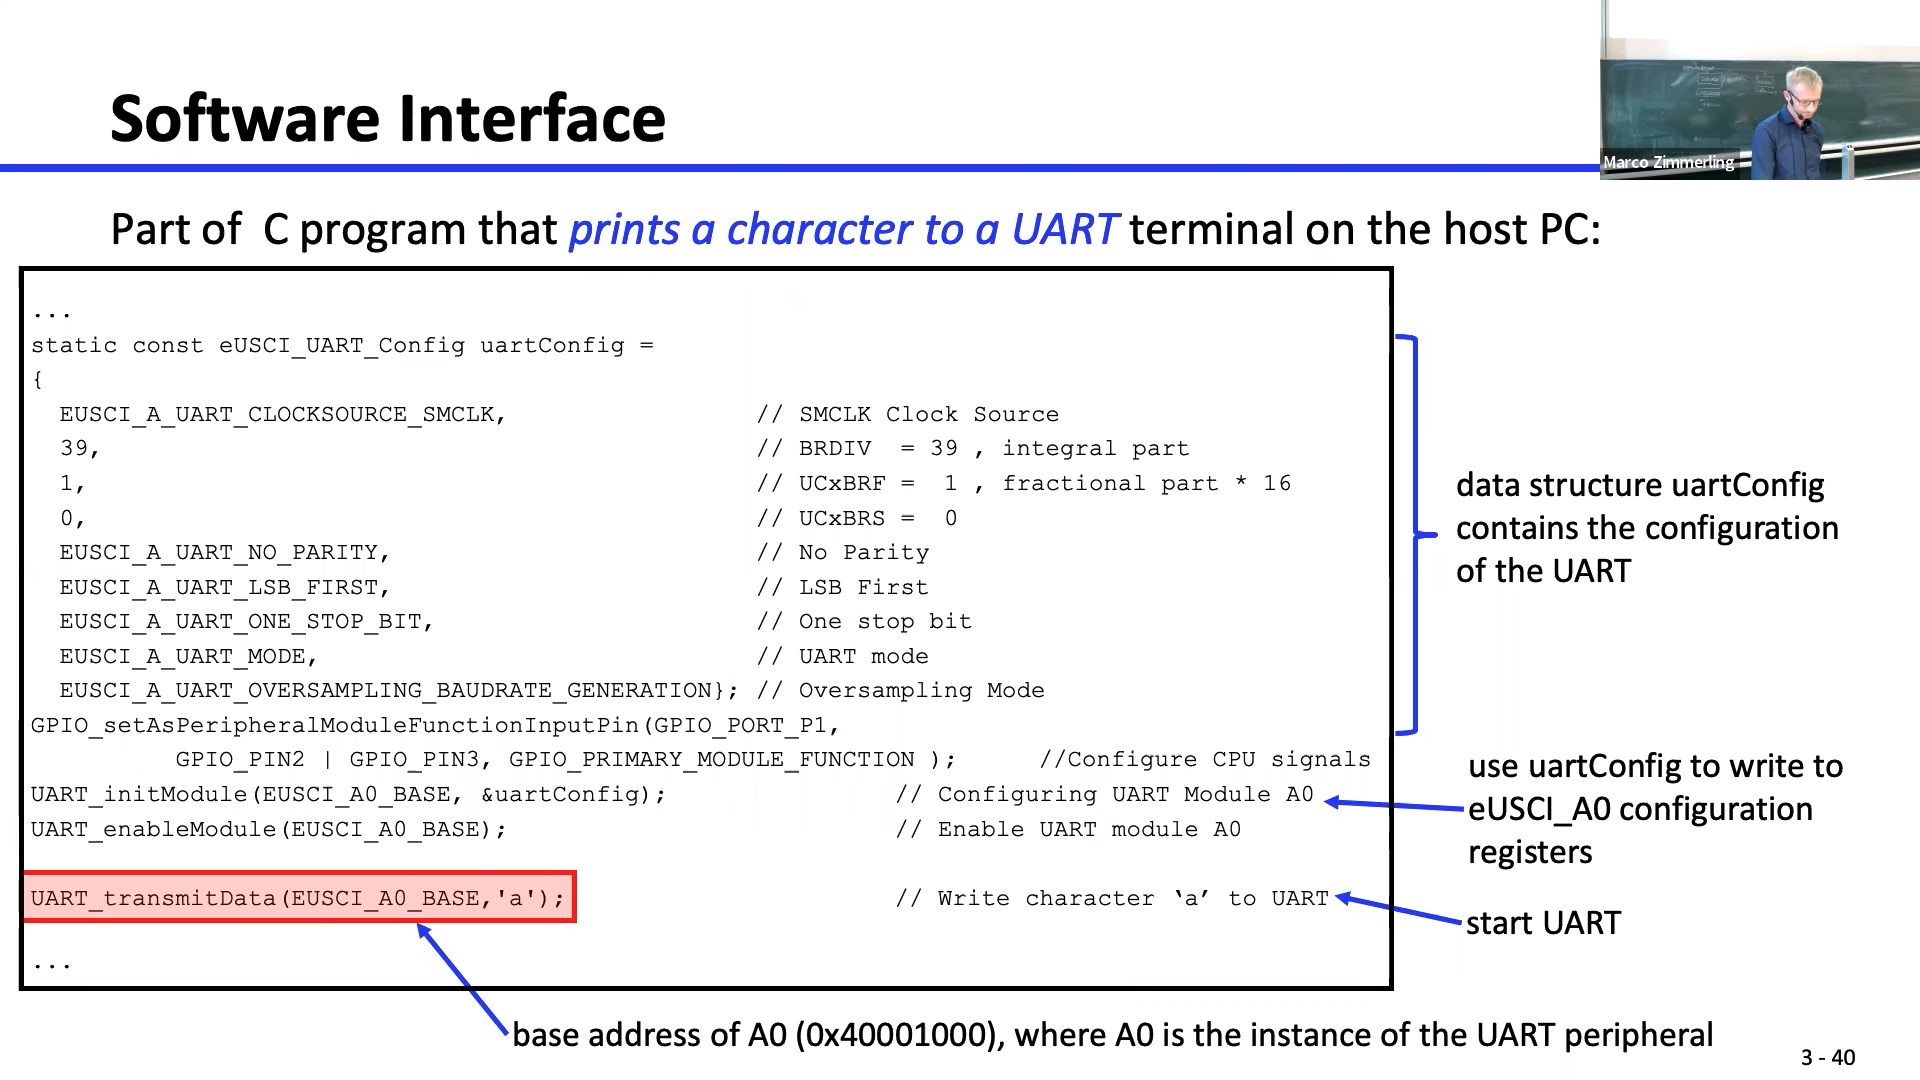 Software Interface
Marco Zimmerling
Part of  C program that prints a character to a UART terminal on the host PC:
...
static const eUSCI_UART_Config uartConfig =
{
  EUSCI_A_UART_CLOCKSOURCE_SMCLK,                 // SMCLK Clock Source
  39,                                             // BRDIV  = 39 , integral part
  1,                                              // UCxBRF =  1 , fractional part * 16
  0,                                              // UCxBRS =  0
  EUSCI_A_UART_NO_PARITY,                         // No Parity
  EUSCI_A_UART_LSB_FIRST,                         // LSB First
  EUSCI_A_UART_ONE_STOP_BIT,                      // One stop bit
  EUSCI_A_UART_MODE,                              // UART mode
  EUSCI_A_UART_OVERSAMPLING_BAUDRATE_GENERATION}; // Oversampling Mode
GPIO_setAsPeripheralModuleFunctionInputPin(GPIO_PORT_P1,
          GPIO_PIN2 | GPIO_PIN3, GPIO_PRIMARY_MODULE_FUNCTION );      //Configure CPU signals
UART_initModule(EUSCI_A0_BASE, &uartConfig);                // Configuring UART Module A0
UART_enableModule(EUSCI_A0_BASE);                           // Enable UART module A0
UART_transmitData(EUSCI_A0_BASE,'a');                       // Write character ‘a’ to UART
...
data structure uartConfig
contains the configuration
of the UART
use uartConfig to write to
eUSCI_A0 configuration
registers
start UART
base address of A0 (0x40001000), where A0 is the instance of the UART peripheral
3 - 40